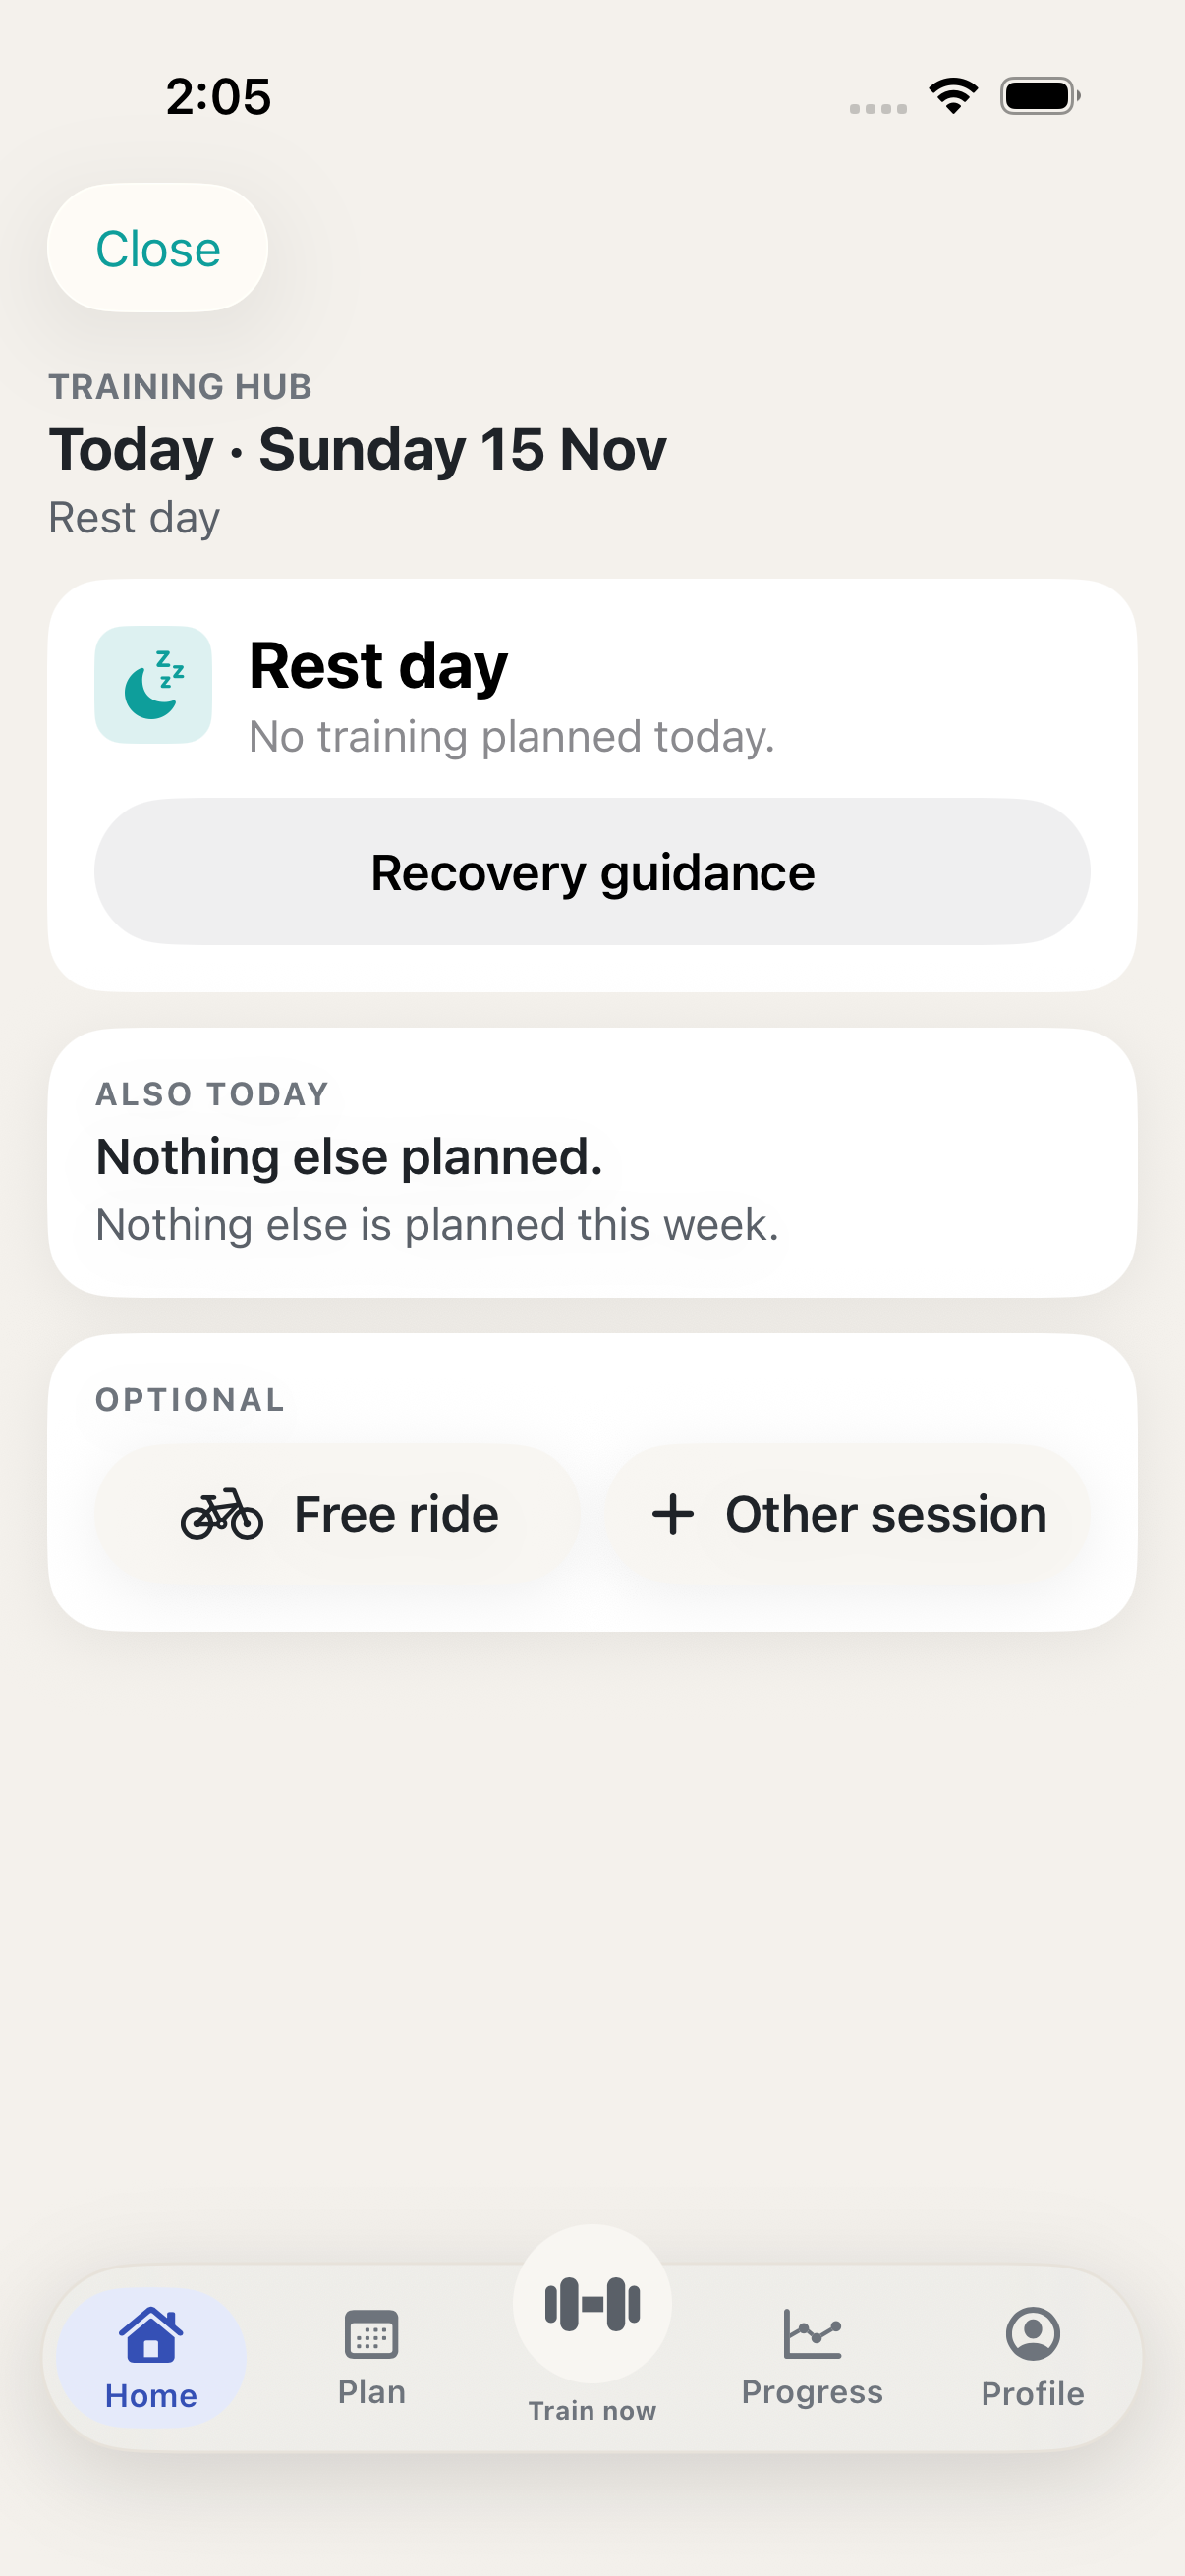 2:05
Close
TRAINING HUB
Today · Sunday 15 Nov
Rest day
Rest day
No training planned today.
Recovery guidance
ALSO TODAY
Nothing else planned.
Nothing else is planned this week.
OPTIONAL
Free ride
Other session
Home
Plan
Train now
Progress
Profile